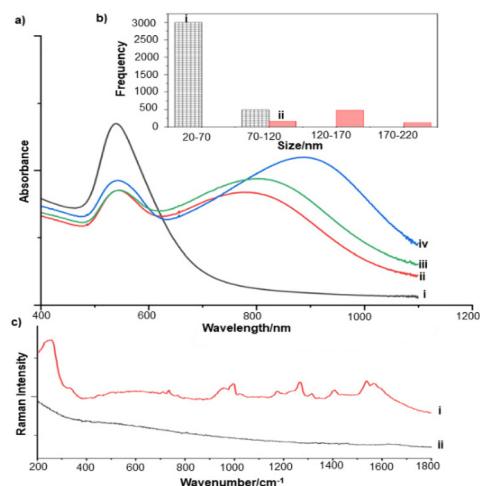 a)
b)
Frequency
3000
2500
2000
1500
1000
500
0
i
ii
20-70
70-120
120-170
170-220
Size/nm
Absorbance
iv
iii
ii
i
400
600
800
1000
1200
Wavelength/nm
c)
Raman Intensity
i
ii
200
400
600
800
1000
1200
1400
1600
1800
Wavenumber/cm⁻¹